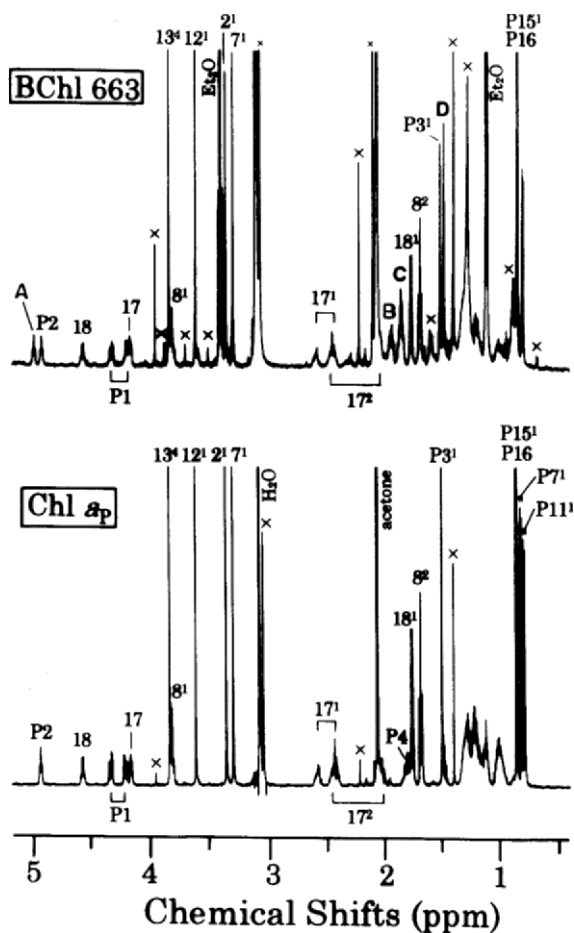 2¹
13⁴ 12¹ 7¹ × × × P15¹
P16
BChl 663
Et₂O
D
Et₂O
P3¹
×
×
8²
18¹
A
P2
18
17
8¹
×
×
×
17¹
B
C
×
×
×
P1
17²
13⁴ 12¹ 2¹ 7¹ P3¹ P15¹
P16
P7¹
P11¹
Chl aP
H₂O
×
acetone
×
8²
18¹
P2
18
17
8¹
×
17¹
×
P4
P1
17²
5 4 3 2 1
Chemical Shifts (ppm)